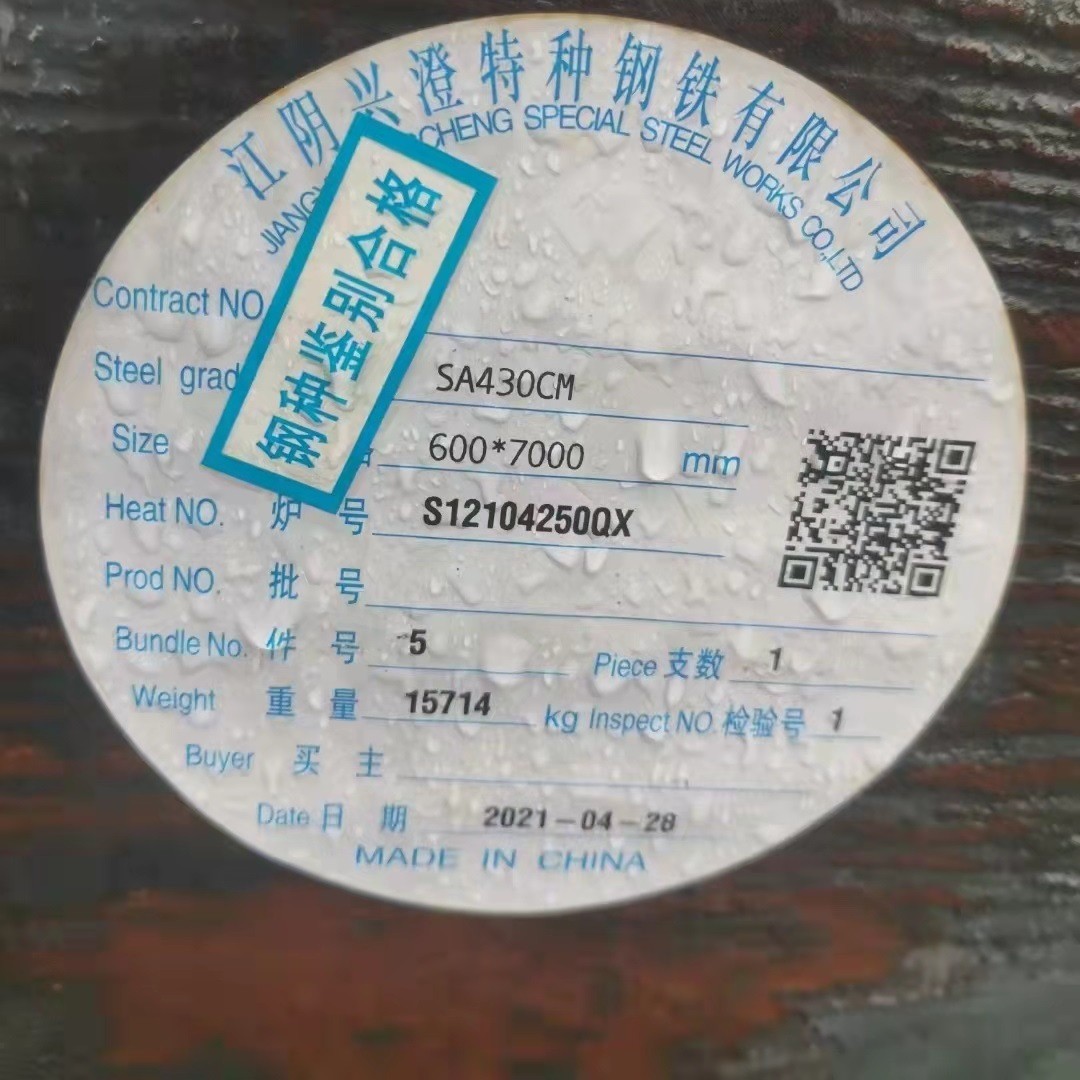 江阴兴澄特种钢铁有限公司
CHENG SPECIAL STEEL WORKS CO.,LTD
钢种鉴别合格
Contract NO
Steel grad SA430CM
Size 600*7000 mm
Heat NO. 炉 号 S12104250QX
Prod NO. 批 号
Bundle No. 件 号 5 Piece 支数 1
Weight 重 量 15714 kg Inspect NO. 检验号 1
Buyer 买 主
Date 日 期 2021-04-28
MADE IN CHINA